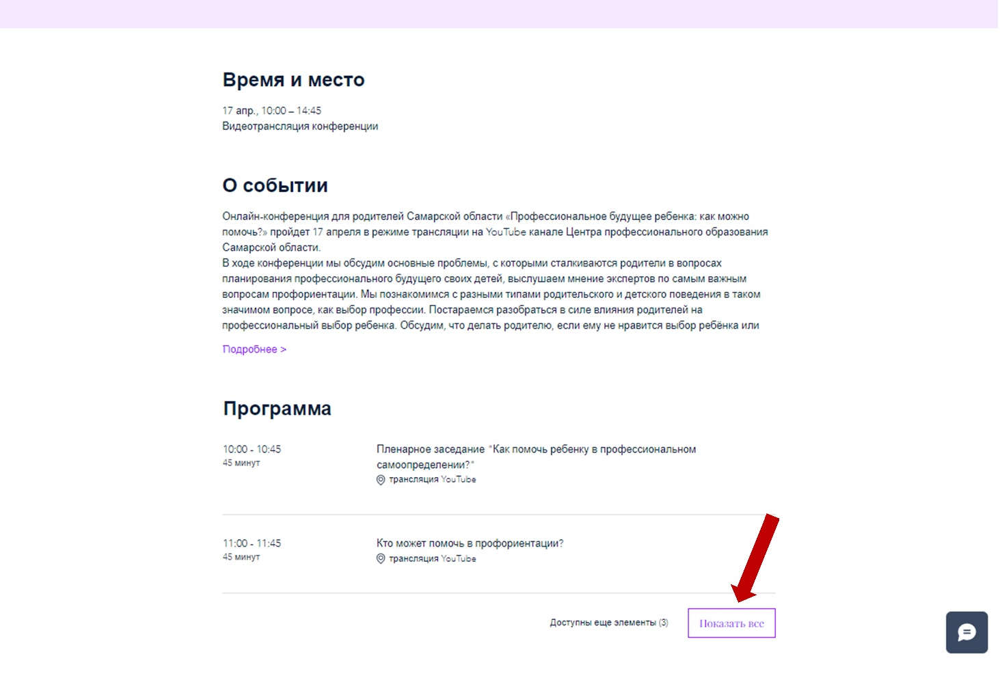 Время и место
17 апр., 10:00 – 14:45
Видеотрансляция конференции
О событии
Онлайн-конференция для родителей Самарской области «Профессиональное будущее ребенка: как можно
помочь?» пройдет 17 апреля в режиме трансляции на YouTube канале Центра профессионального образования
Самарской области.
В ходе конференции мы обсудим основные проблемы, с которыми сталкиваются родители в вопросах
планирования профессионального будущего своих детей, выслушаем мнение экспертов по самым важным
вопросам профориентации. Мы познакомимся с разными типами родительского и детского поведения в таком
значимом вопросе, как выбор профессии. Постараемся разобраться в силе влияния родителей на
профессиональный выбор ребенка. Обсудим, что делать родителю, если ему не нравится выбор ребёнка или
Подробнее >
Программа
10:00 - 10:45
45 минут
Пленарное заседание "Как помочь ребенку в профессиональном
самоопределении?"
трансляция YouTube
11:00 - 11:45
45 минут
Кто может помочь в профориентации?
трансляция YouTube
Доступны еще элементы (3)
Показать все